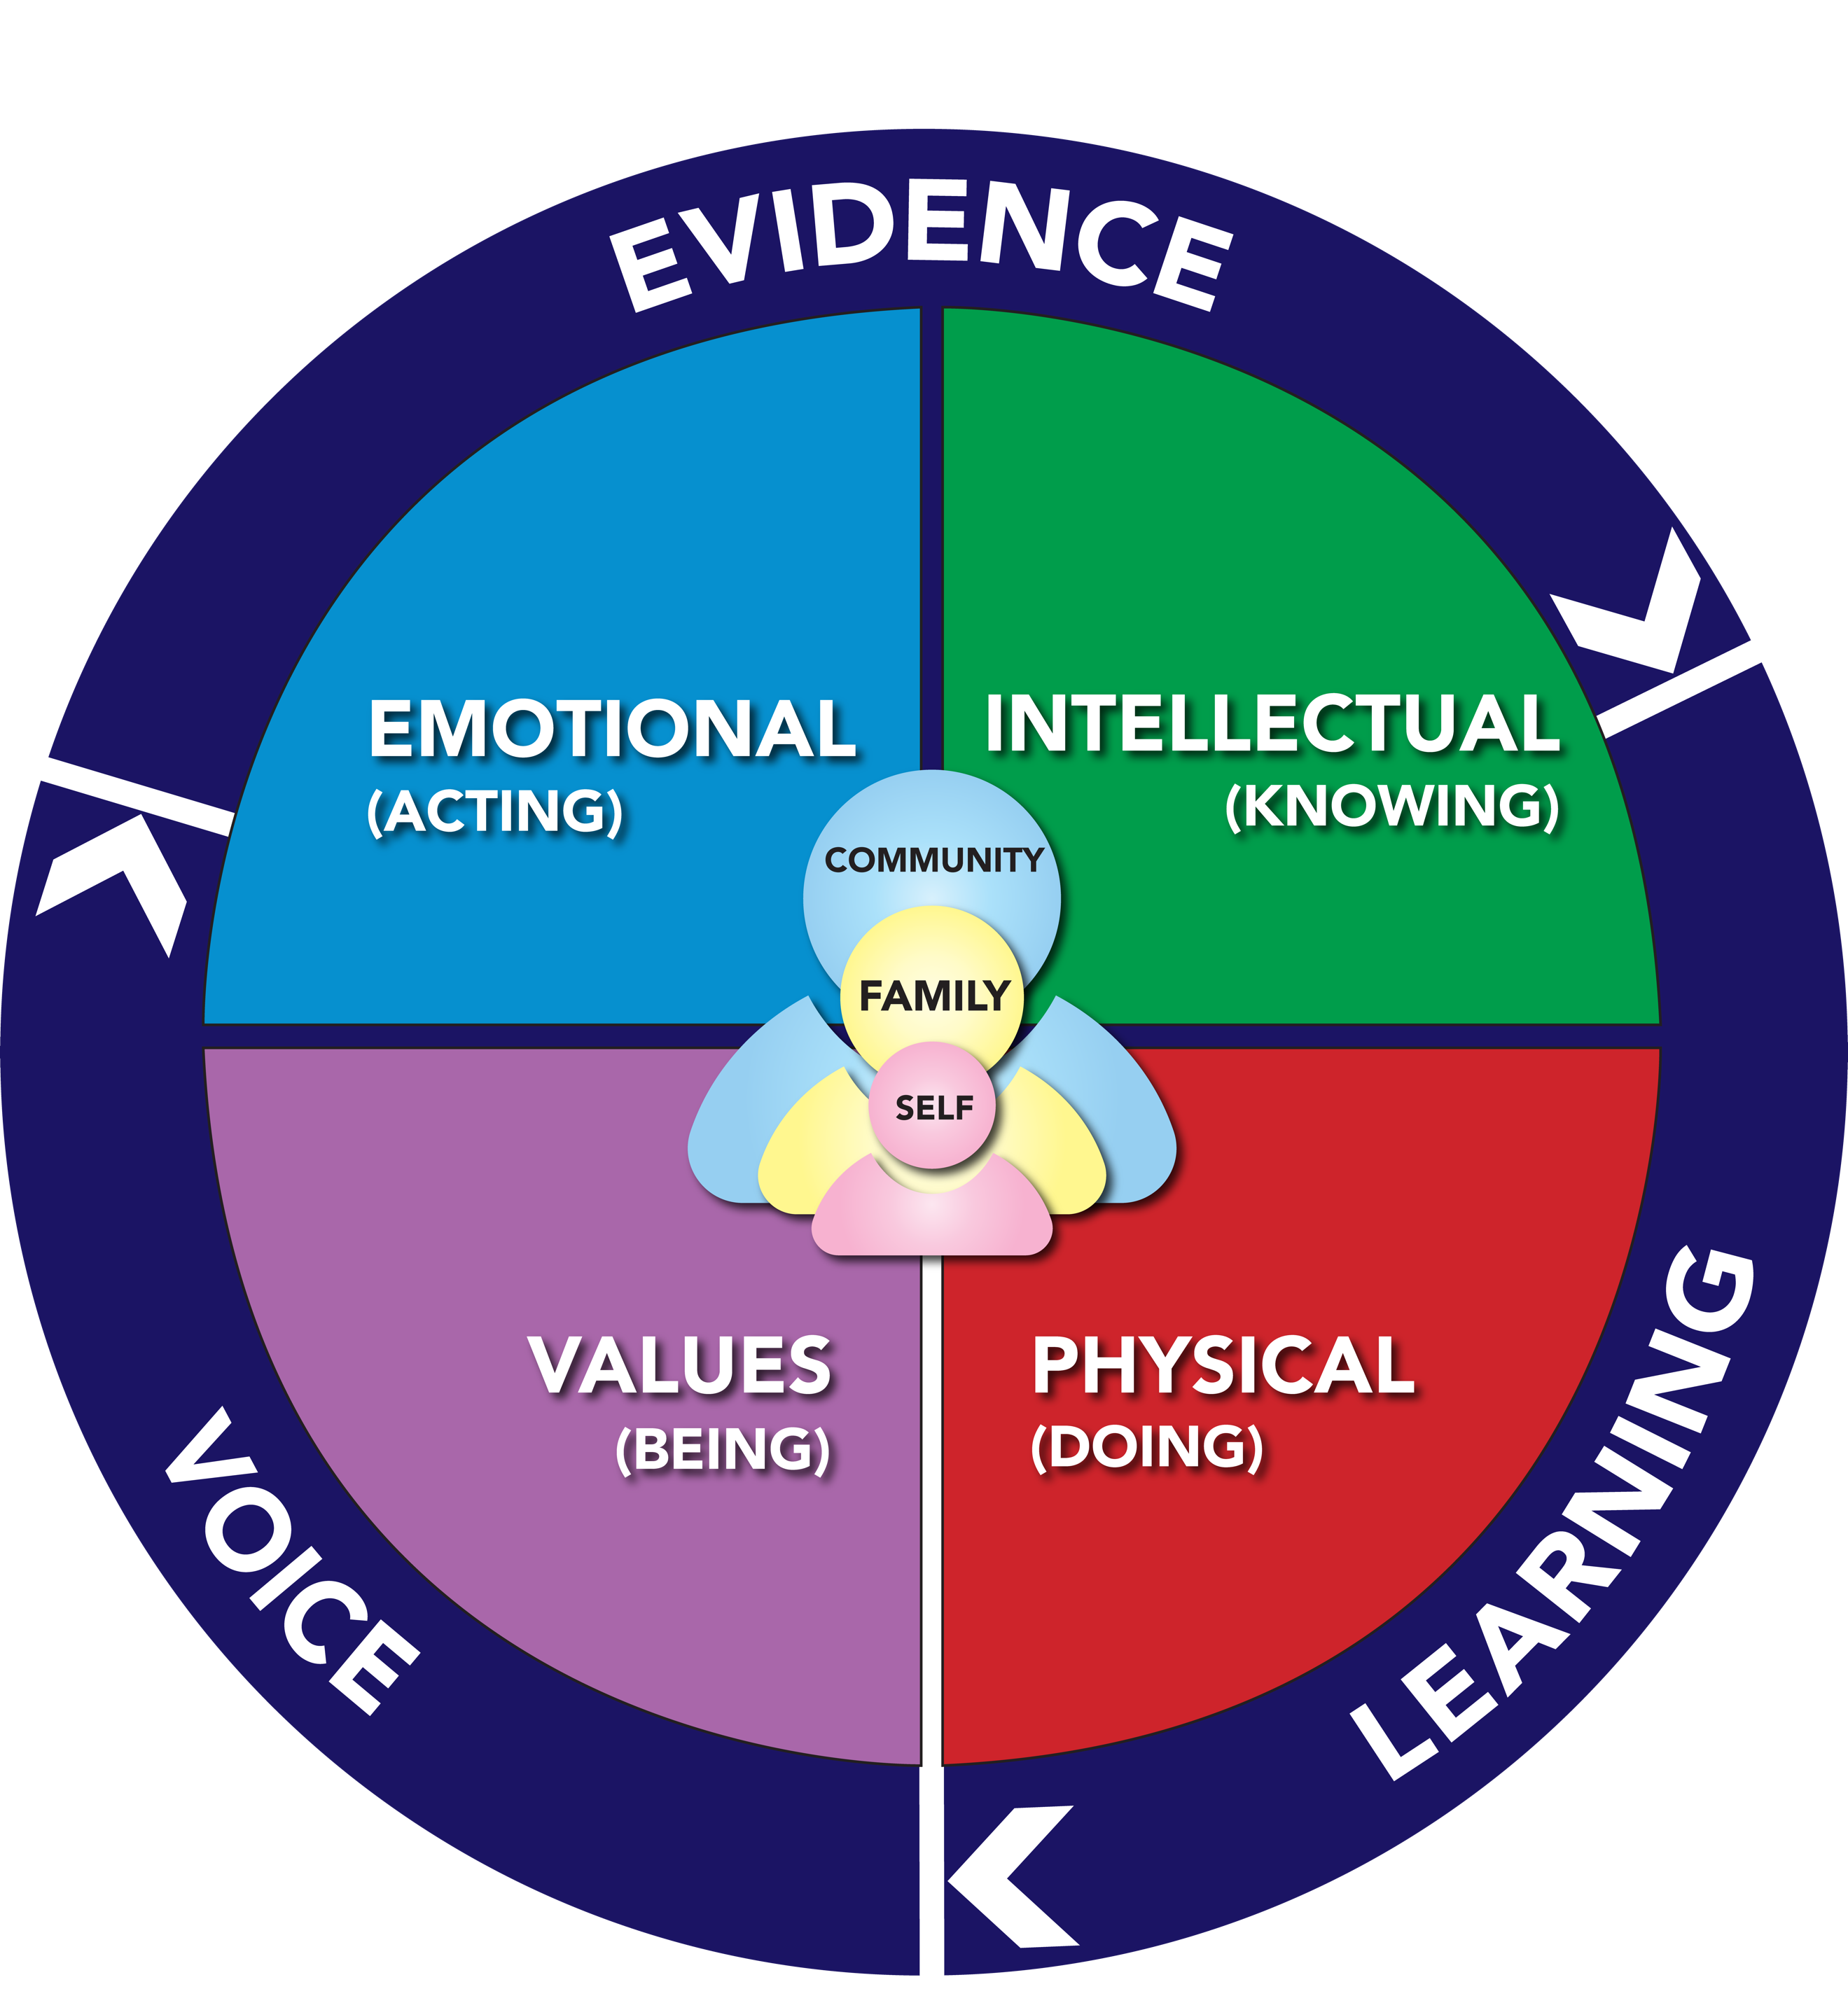 EVIDENCE
EMOTIONAL
(ACTING)
INTELLECTUAL
(KNOWING)
COMMUNITY
FAMILY
SELF
VALUES
(BEING)
PHYSICAL
(DOING)
VOICE
LEARNING